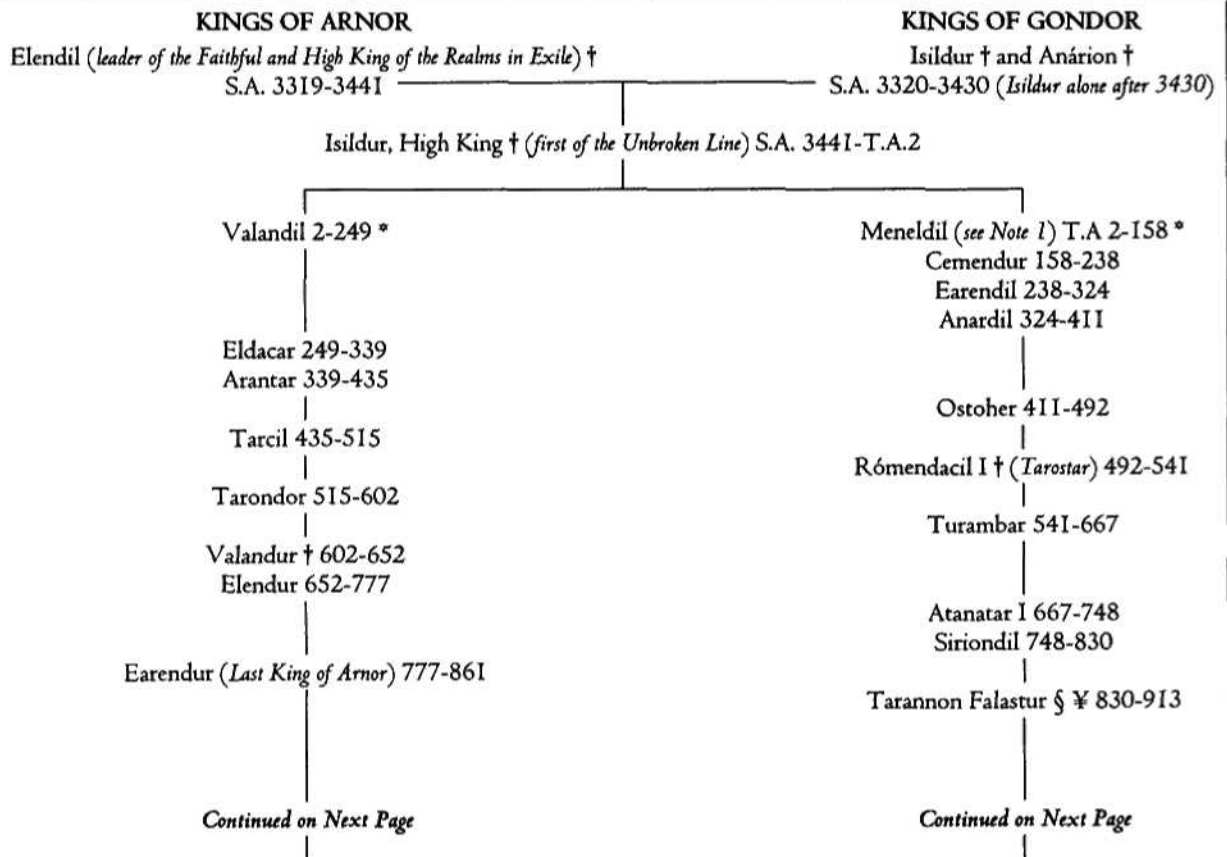 KINGS OF ARNOR
Elendil (leader of the Faithful and High King of the Realms in Exile) †
S.A. 3319-3441
KINGS OF GONDOR
Isildur † and Anárion †
S.A. 3320-3430 (Isildur alone after 3430)
Isildur, High King † (first of the Unbroken Line) S.A. 3441-T.A.2
Valandil 2-249 *
Eldacar 249-339
Arantar 339-435
Tarcil 435-515
Tarondor 515-602
Valandur † 602-652
Elendur 652-777
Earendur (Last King of Arnor) 777-861
Continued on Next Page
Meneldil (see Note 1) T.A 2-158 *
Cemendur 158-238
Earendil 238-324
Anardil 324-411
Ostoher 411-492
Rómendacil I † (Tarostar) 492-541
Turambar 541-667
Atanatar I 667-748
Siriondil 748-830
Tarannon Falastur § ¥ 830-913
Continued on Next Page